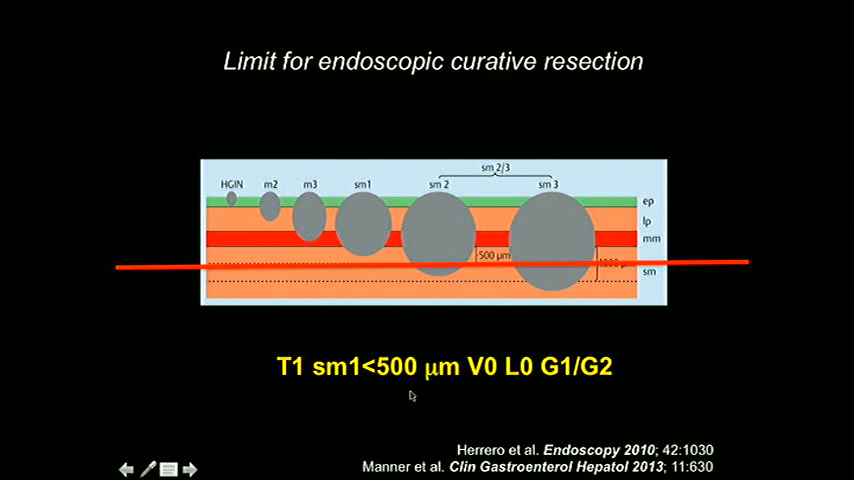 Limit for endoscopic curative resection
sm 2/3
HGIN m2 m3 sm1 sm 2 sm 3
ep
lp
mm
500 µm
sm
T1 sm1<500 µm V0 L0 G1/G2
Herrero et al. Endoscopy 2010; 42:1030
Manner et al. Clin Gastroenterol Hepatol 2013; 11:630